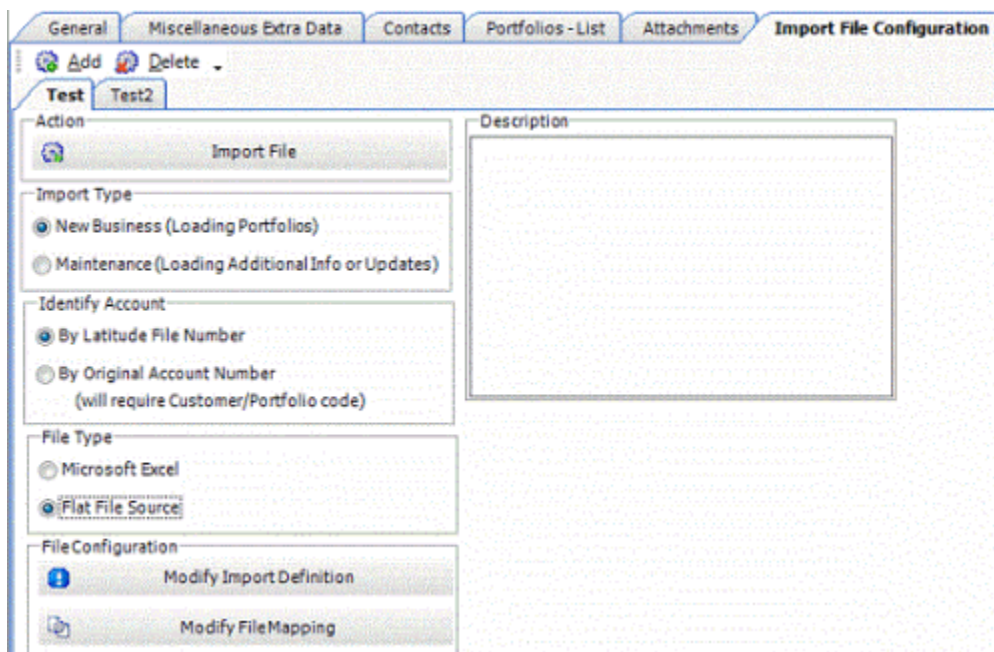 General Miscellaneous Extra Data Contacts Portfolios - List Attachments Import File Configuration
Add Delete
Test Test2
Action
Import File
Description
Import Type
New Business (Loading Portfolios)
Maintenance (Loading Additional Info or Updates)
Identify Account
By Latitude File Number
By Original Account Number
(will require Customer/Portfolio code)
File Type
Microsoft Excel
Flat File Source
File Configuration
Modify Import Definition
Modify File Mapping